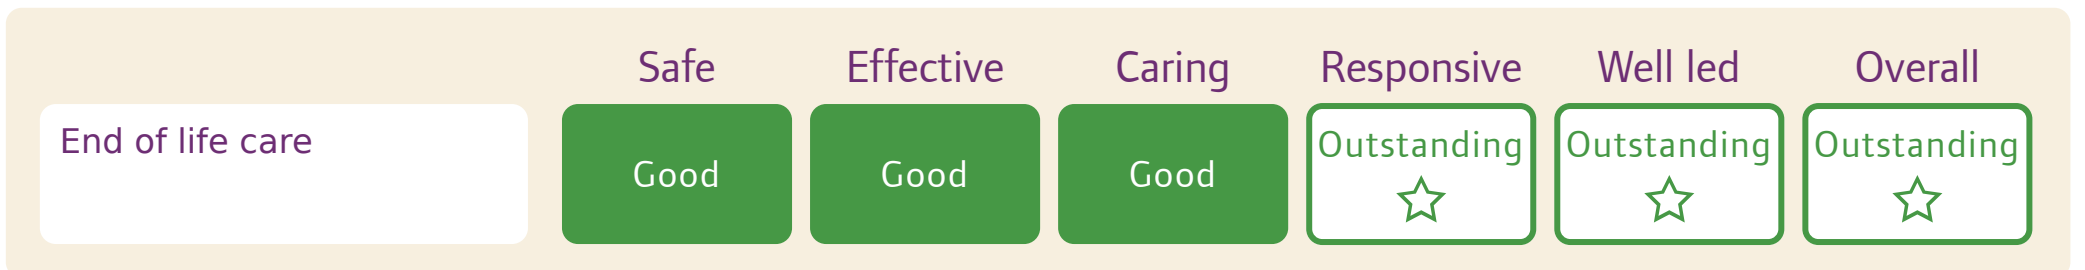 Safe Effective Caring Responsive Well led Overall
End of life care Good Good Good Outstanding Outstanding Outstanding